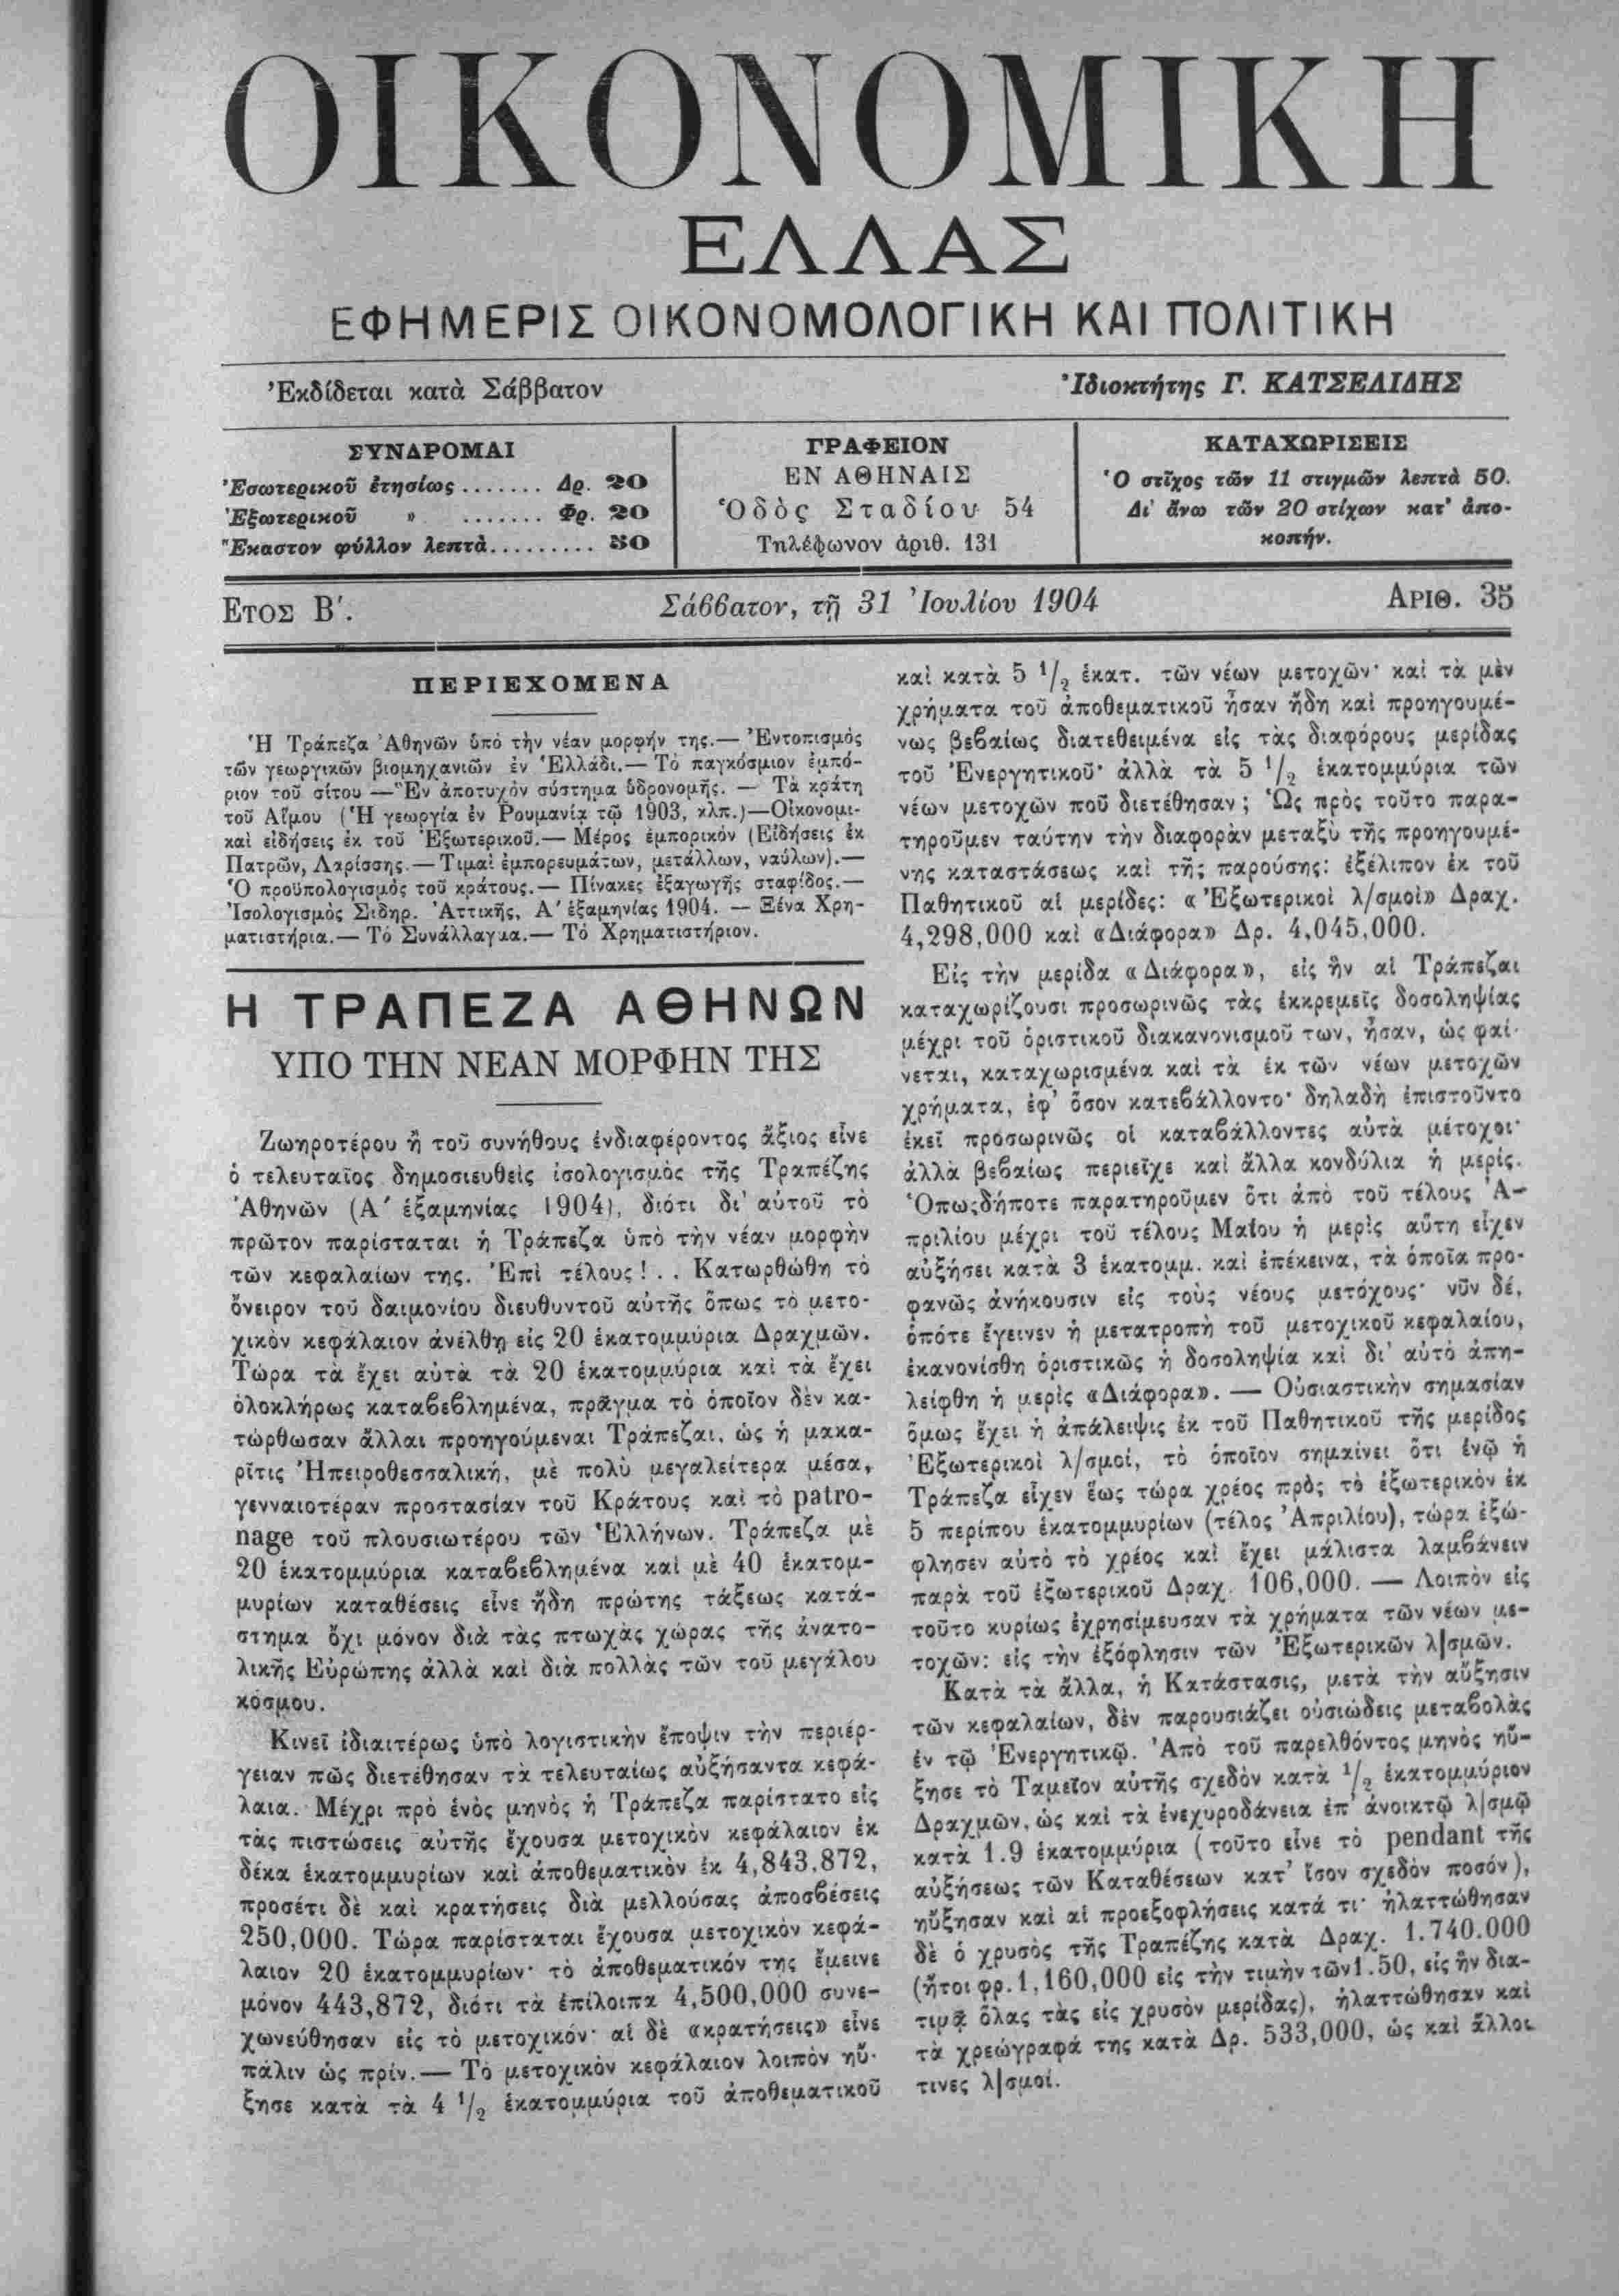 ΟΙΚΟΝΟΜΙΚΗ
ΕΛΛΑΣ
ΕΦΗΜΕΡΙΣ ΟΙΚΟΝΟΜΟΛΟΓΙΚΗ ΚΑΙ ΠΟΛΙΤΙΚΗ
Ἐκδίδεται κατὰ Σάββατον
Ἰδιοκτήτης Γ. ΚΑΤΣΕΛΙΔΗΣ
ΣΥΝΔΡΟΜΑΙ
Ἐσωτερικοῦ ἐτησίως ....... Δρ. 20
Ἐξωτερικοῦ » ....... Φρ. 20
Ἕκαστον φύλλον λεπτὰ......... 50
ΓΡΑΦΕΙΟΝ
ΕΝ ΑΘΗΝΑΙΣ
Ὁδὸς Σταδίου 54
Τηλέφωνον ἀριθ. 131
ΚΑΤΑΧΩΡΙΣΕΙΣ
Ὁ στῖχος τῶν 11 στιγμῶν λεπτὰ 50.
Δι' ἄνω τῶν 20 στίχων κατ' ἀπο-
κοπήν.
ΕΤΟΣ Β'.
Σάββατον, τῇ 31 Ἰουλίου 1904
ΑΡΙΘ. 35
ΠΕΡΙΕΧΟΜΕΝΑ
Ἡ Τράπεζα Ἀθηνῶν ὑπὸ τὴν νέαν μορφήν της.— Ἐντοπισμὸς
τῶν γεωργικῶν βιομηχανιῶν ἐν Ἑλλάδι.— Τὸ παγκόσμιον ἐμπό-
ριον τοῦ σίτου —Ἓν ἀποτυχὸν σύστημα ὑδρονομῆς. — Τὰ κράτη
τοῦ Αἵμου (Ἡ γεωργία ἐν Ρουμανίᾳ τῷ 1903, κλπ.)—Οἰκονομι-
καὶ εἰδήσεις ἐκ τοῦ Ἐξωτερικοῦ.— Μέρος ἐμπορικόν (Εἰδήσεις ἐκ
Πατρῶν, Λαρίσσης.— Τιμαὶ ἐμπορευμάτων, μετάλλων, ναύλων).—
Ὁ προϋπολογισμὸς τοῦ κράτους.— Πίνακες ἐξαγωγῆς σταφίδος.—
Ἰσολογισμὸς Σιδηρ. Ἀττικῆς, Α' ἑξαμηνίας 1904. — Ξένα Χρη-
ματιστήρια.— Τὸ Συνάλλαγμα.— Τὸ Χρηματιστήριον.
Η ΤΡΑΠΕΖΑ ΑΘΗΝΩΝ
ΥΠΟ ΤΗΝ ΝΕΑΝ ΜΟΡΦΗΝ ΤΗΣ
Ζωηροτέρου ἢ τοῦ συνήθους ἐνδιαφέροντος ἄξιος εἶνε
ὁ τελευταῖος δημοσιευθεὶς ἰσολογισμὸς τῆς Τραπέζης
Ἀθηνῶν (Α' ἑξαμηνίας 1904), διότι δι' αὐτοῦ τὸ
πρῶτον παρίσταται ἡ Τράπεζα ὑπὸ τὴν νέαν μορφὴν
τῶν κεφαλαίων της. Ἐπὶ τέλους!.. Κατωρθώθη τὸ
ὄνειρον τοῦ δαιμονίου διευθυντοῦ αὐτῆς ὅπως τὸ μετο-
χικὸν κεφάλαιον ἀνέλθῃ εἰς 20 ἑκατομμύρια Δραχμῶν.
Τώρα τὰ ἔχει αὐτὰ τὰ 20 ἑκατομμύρια καὶ τὰ ἔχει
ὁλοκλήρως καταβεβλημένα, πρᾶγμα τὸ ὁποῖον δὲν κα-
τώρθωσαν ἄλλαι προηγούμεναι Τράπεζαι, ὡς ἡ μακα-
ρῖτις Ἠπειροθεσσαλική, μὲ πολὺ μεγαλείτερα μέσα,
γενναιοτέραν προστασίαν τοῦ Κράτους καὶ τὸ patro-
nage τοῦ πλουσιωτέρου τῶν Ἑλλήνων. Τράπεζα μὲ
20 ἑκατομμύρια καταβεβλημένα καὶ μὲ 40 ἑκατομ-
μυρίων καταθέσεις εἶνε ἤδη πρώτης τάξεως κατά-
στημα ὄχι μόνον διὰ τὰς πτωχὰς χώρας τῆς ἀνατο-
λικῆς Εὐρώπης ἀλλὰ καὶ διὰ πολλὰς τῶν τοῦ μεγάλου
κόσμου.
Κινεῖ ἰδιαιτέρως ὑπὸ λογιστικὴν ἔποψιν τὴν περιέρ-
γειαν πῶς διετέθησαν τὰ τελευταίως αὐξήσαντα κεφά-
λαια. Μέχρι πρὸ ἑνὸς μηνὸς ἡ Τράπεζα παρίστατο εἰς
τὰς πιστώσεις αὐτῆς ἔχουσα μετοχικὸν κεφάλαιον ἐκ
δέκα ἑκατομμυρίων καὶ ἀποθεματικὸν ἐκ 4,843,872,
προσέτι δὲ καὶ κρατήσεις διὰ μελλούσας ἀποσβέσεις
250,000. Τώρα παρίσταται ἔχουσα μετοχικὸν κεφά-
λαιον 20 ἑκατομμυρίων· τὸ ἀποθεματικόν της ἔμεινε
μόνον 443,872, διότι τὰ ἐπίλοιπα 4,500,000 συνε-
χωνεύθησαν εἰς τὸ μετοχικόν· αἱ δὲ «κρατήσεις» εἶνε
πάλιν ὡς πρίν.— Τὸ μετοχικὸν κεφάλαιον λοιπὸν ηὔ-
ξησε κατὰ τὰ 4 1/2 ἑκατομμύρια τοῦ ἀποθεματικοῦ
καὶ κατὰ 5 1/2 ἑκατ. τῶν νέων μετοχῶν· καὶ τὰ μὲν
χρήματα τοῦ ἀποθεματικοῦ ἦσαν ἤδη καὶ προηγουμέ-
νως βεβαίως διατεθειμένα εἰς τὰς διαφόρους μερίδας
τοῦ Ἐνεργητικοῦ· ἀλλὰ τὰ 5 1/2 ἑκατομμύρια τῶν
νέων μετοχῶν ποῦ διετέθησαν; Ὡς πρὸς τοῦτο παρα-
τηροῦμεν ταύτην τὴν διαφορὰν μεταξὺ τῆς προηγουμέ-
νης καταστάσεως καὶ τῆς παρούσης: ἐξέλιπον ἐκ τοῦ
Παθητικοῦ αἱ μερίδες: «Ἐξωτερικοὶ λ/σμοὶ» Δραχ.
4,298,000 καὶ «Διάφορα» Δρ. 4,045,000.
Εἰς τὴν μερίδα «Διάφορα», εἰς ἣν αἱ Τράπεζαι
καταχωρίζουσι προσωρινῶς τὰς ἐκκρεμεῖς δοσοληψίας
μέχρι τοῦ ὁριστικοῦ διακανονισμοῦ των, ἦσαν, ὡς φαί-
νεται, καταχωρισμένα καὶ τὰ ἐκ τῶν νέων μετοχῶν
χρήματα, ἐφ' ὅσον κατεβάλλοντο· δηλαδὴ ἐπιστοῦντο
ἐκεῖ προσωρινῶς οἱ καταβάλλοντες αὐτὰ μέτοχοι·
ἀλλὰ βεβαίως περιεῖχε καὶ ἄλλα κονδύλια ἡ μερίς.
Ὁπωςδήποτε παρατηροῦμεν ὅτι ἀπὸ τοῦ τέλους Ἀ-
πριλίου μέχρι τοῦ τέλους Μαΐου ἡ μερὶς αὕτη εἶχεν
αὐξήσει κατὰ 3 ἑκατομμ. καὶ ἐπέκεινα, τὰ ὁποῖα προ-
φανῶς ἀνήκουσιν εἰς τοὺς νέους μετόχους· νῦν δέ,
ὁπότε ἔγεινεν ἡ μετατροπὴ τοῦ μετοχικοῦ κεφαλαίου,
ἐκανονίσθη ὁριστικῶς ἡ δοσοληψία καὶ δι' αὐτὸ ἀπη-
λείφθη ἡ μερὶς «Διάφορα». — Οὐσιαστικὴν σημασίαν
ὅμως ἔχει ἡ ἀπάλειψις ἐκ τοῦ Παθητικοῦ τῆς μερίδος
Ἐξωτερικοὶ λ/σμοί, τὸ ὁποῖον σημαίνει ὅτι ἐνῷ ἡ
Τράπεζα εἶχεν ἕως τώρα χρέος πρὸς τὸ ἐξωτερικὸν ἐκ
5 περίπου ἑκατομμυρίων (τέλος Ἀπριλίου), τώρα ἐξώ-
φλησεν αὐτὸ τὸ χρέος καὶ ἔχει μάλιστα λαμβάνειν
παρὰ τοῦ ἐξωτερικοῦ Δραχ. 106,000. — Λοιπὸν εἰς
τοῦτο κυρίως ἐχρησίμευσαν τὰ χρήματα τῶν νέων με-
τοχῶν: εἰς τὴν ἐξόφλησιν τῶν Ἐξωτερικῶν λ|σμῶν.
Κατὰ τὰ ἄλλα, ἡ Κατάστασις, μετὰ τὴν αὔξησιν
τῶν κεφαλαίων, δὲν παρουσιάζει οὐσιώδεις μεταβολὰς
ἐν τῷ Ἐνεργητικῷ. Ἀπὸ τοῦ παρελθόντος μηνὸς ηὔ-
ξησε τὸ Ταμεῖον αὐτῆς σχεδὸν κατὰ 1/2 ἑκατομμύριον
Δραχμῶν, ὡς καὶ τὰ ἐνεχυροδάνεια ἐπ' ἀνοικτῷ λ|σμῷ
κατὰ 1.9 ἑκατομμύρια (τοῦτο εἶνε τὸ pendant τῆς
αὐξήσεως τῶν Καταθέσεων κατ' ἴσον σχεδὸν ποσόν),
ηὔξησαν καὶ αἱ προεξοφλήσεις κατά τι· ἠλαττώθησαν
δὲ ὁ χρυσὸς τῆς Τραπέζης κατὰ Δραχ. 1.740.000
(ἤτοι φρ. 1,160,000 εἰς τὴν τιμὴν τῶν 1.50, εἰς ἣν δια-
τιμᾷ ὅλας τὰς εἰς χρυσὸν μερίδας), ἠλαττώθησαν καὶ
τὰ χρεώγραφά της κατὰ Δρ. 533,000, ὡς καὶ ἄλλοι
τινες λ|σμοί.